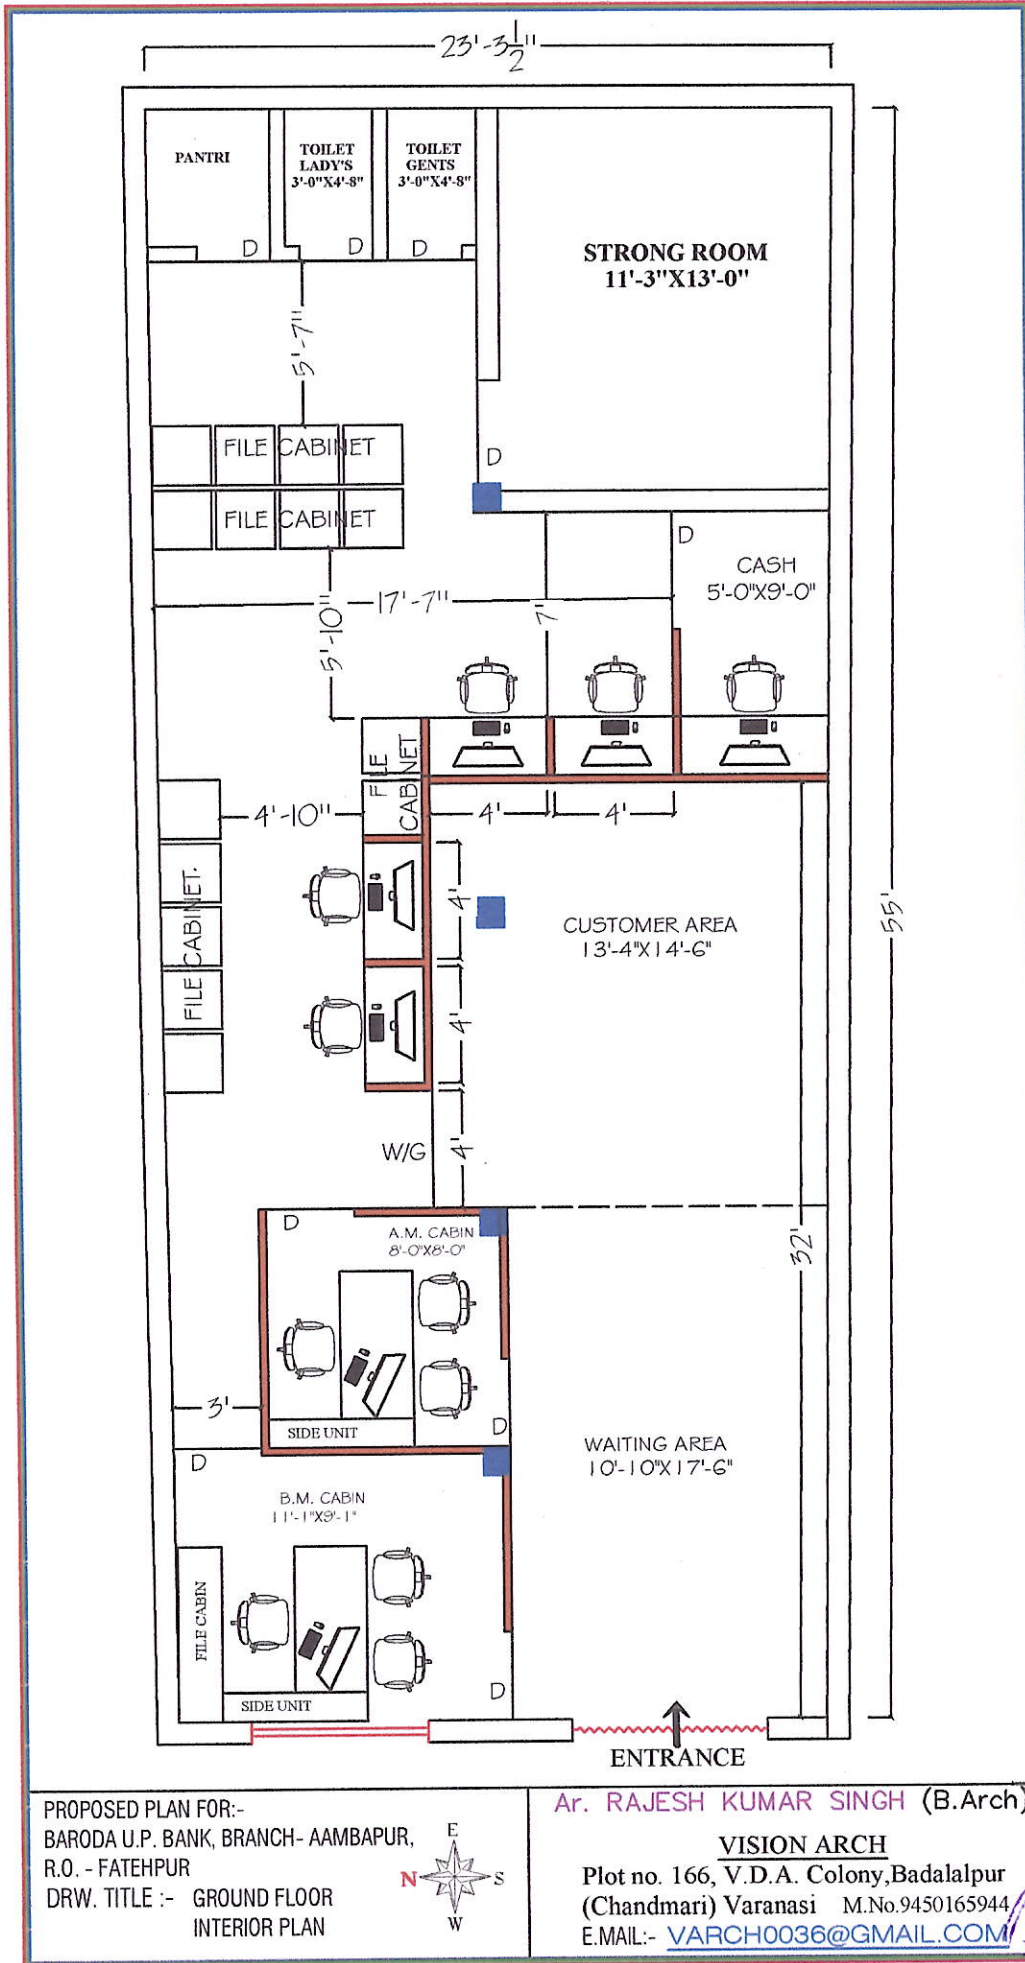 23'-3 1/2"
PANTRI
TOILET
LADY'S
3'-0"X4'-8"
TOILET
GENTS
3'-0"X4'-8"
D
D
D
STRONG ROOM
11'-3"X13'-0"
5'-7"
FILE CABINET
FILE CABINET
D
D
CASH
5'-0"X9'-0"
17'-7"
5'-10"
7'
FILE
CABINET
4'-10"
4'
4'
FILE CABINET.
4'
4'
4'
CUSTOMER AREA
13'-4"X14'-6"
55'
W/G
D
A.M. CABIN
8'-0"X8'-0"
32'
3'
SIDE UNIT
D
D
WAITING AREA
10'-10"X17'-6"
B.M. CABIN
11'-1"X9'-1"
FILE CABIN
SIDE UNIT
D
ENTRANCE
PROPOSED PLAN FOR:-
BARODA U.P. BANK, BRANCH- AAMBAPUR,
R.O. - FATEHPUR
DRW. TITLE :- GROUND FLOOR
INTERIOR PLAN
E
N
S
W
Ar. RAJESH KUMAR SINGH (B.Arch)
VISION ARCH
Plot no. 166, V.D.A. Colony,Badalalpur
(Chandmari) Varanasi M.No.9450165944
E.MAIL:- VARCH0036@GMAIL.COM